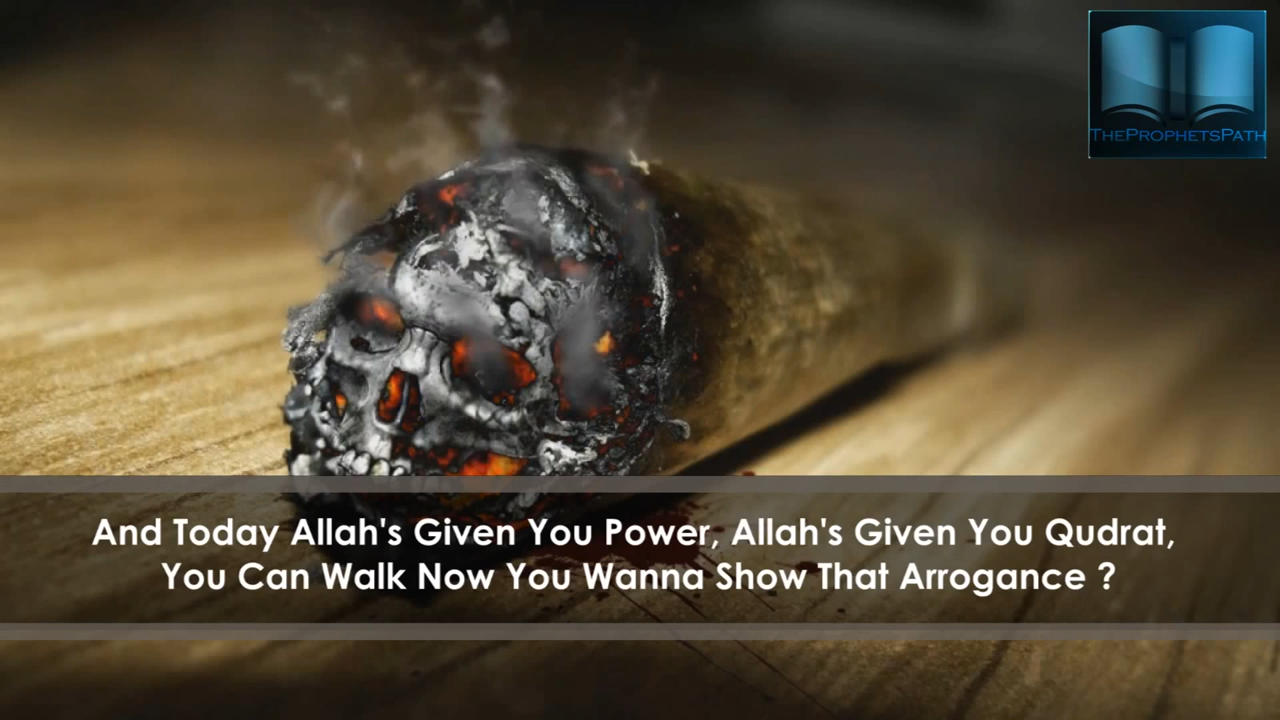 THEPROPHETSPATH
And Today Allah's Given You Power, Allah's Given You Qudrat,
You Can Walk Now You Wanna Show That Arrogance ?